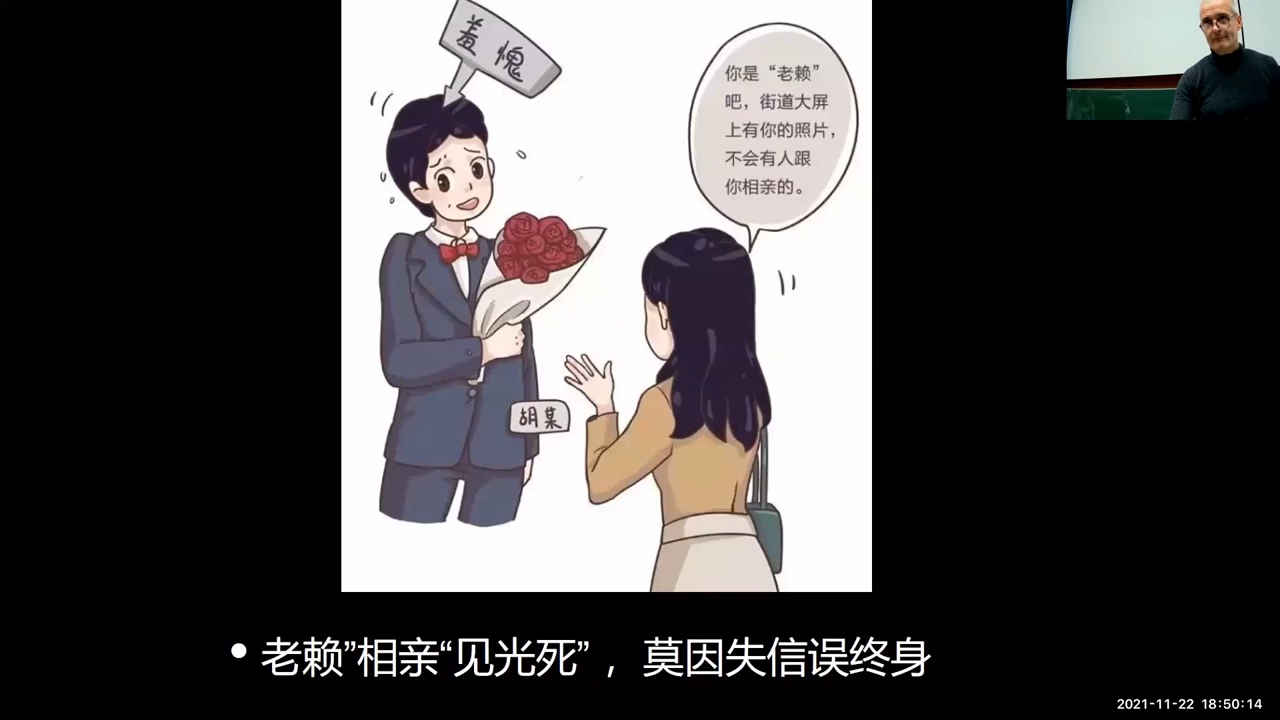 羞愧
你是“老赖”
吧，街道大屏
上有你的照片，
不会有人跟
你相亲的。
胡某
• 老赖”相亲“见光死”，莫因失信误终身
2021-11-22 18:50:14